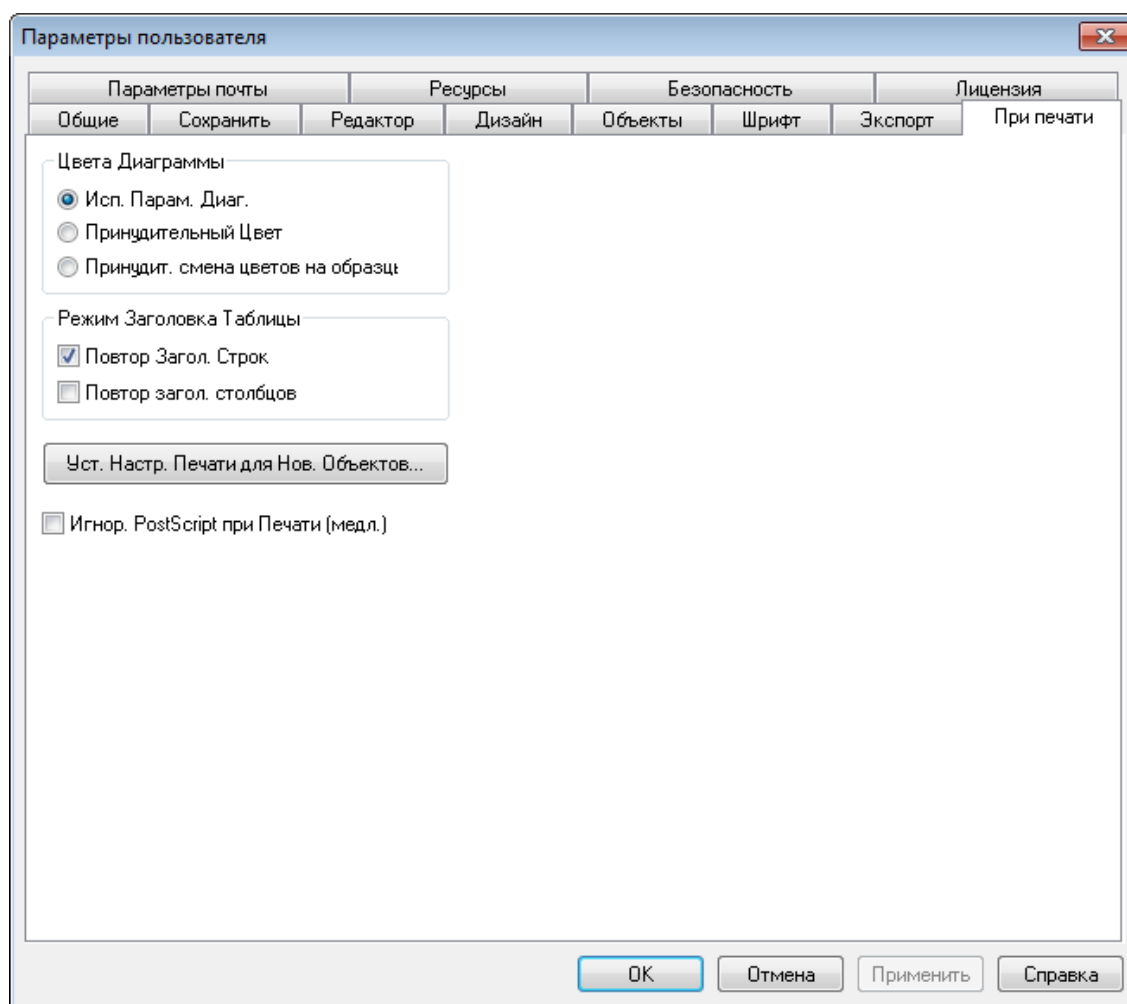 Параметры пользователя
Параметры почты Ресурсы Безопасность Лицензия
Общие Сохранить Редактор Дизайн Объекты Шрифт Экспорт При печати
Цвета Диаграммы
Исп. Парам. Диаг.
Принудительный Цвет
Принудит. смена цветов на образцы
Режим Заголовка Таблицы
Повтор Загол. Строк
Повтор загол. столбцов
Уст. Настр. Печати для Нов. Объектов...
Игнор. PostScript при Печати (медл.)
OK Отмена Применить Справка